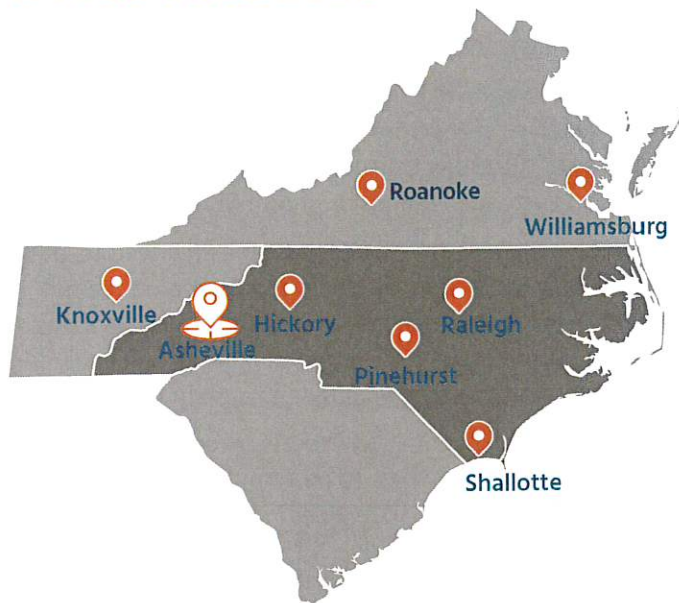 Roanoke
Williamsburg
Knoxville
Hickory
Raleigh
Asheville
Pinehurst
Shallotte